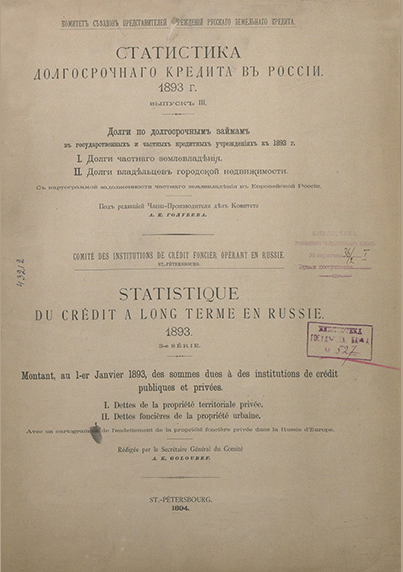 КОМИТЕТЪ СЪѢЗДОВЪ ПРЕДСТАВИТЕЛЕЙ УЧРЕЖДЕНІЙ РУССКАГО ЗЕМЕЛЬНАГО КРЕДИТА.
СТАТИСТИКА
ДОЛГОСРОЧНАГО КРЕДИТА ВЪ РОССІИ.
1893 г.
ВЫПУСКЪ III.
Долги по долгосрочнымъ займамъ
въ государственныхъ и частныхъ кредитныхъ учрежденіяхъ къ 1893 г.
I. Долги частнаго землевладѣнія.
II. Долги владѣльцевъ городской недвижимости.
Съ картограммой задолженности частнаго землевладѣнія въ Европейской Россіи.
Подъ редакціей Члена-Производителя дѣлъ Комитета
А. К. ГОЛУБЕВА.
COMITÉ DES INSTITUTIONS DE CRÉDIT FONCIER OPÉRANT EN RUSSIE.
ST.-PÉTERSBOURG.
43212
STATISTIQUE
DU CRÉDIT A LONG TERME EN RUSSIE.
1893.
3-e SÉRIE.
БИБЛИОТЕКА
527
Montant, au 1-er Janvier 1893, des sommes dues à des institutions de crédit
publiques et privées.
I. Dettes de la propriété territoriale privée.
II. Dettes foncières de la propriété urbaine.
Avec un cartogramme de l'endettement de la propriété foncière privée dans la Russie d'Europe.
Rédigée par le Secrétaire Général du Comité
A. K. GOLOUBEF.
ST.-PÉTERSBOURG.
1894.